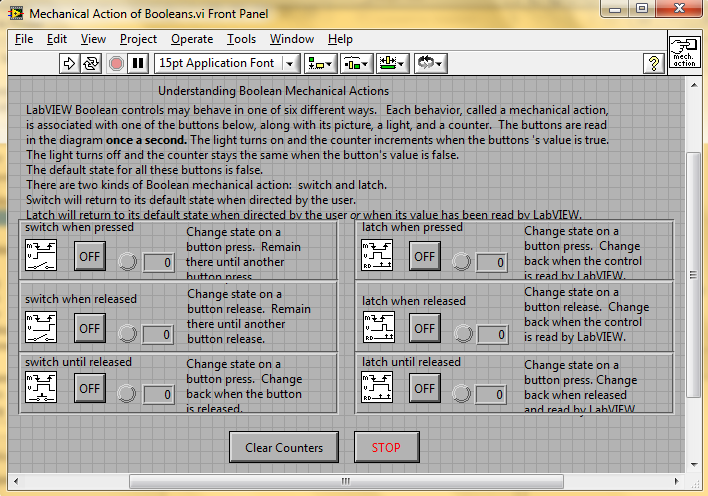 Mechanical Action of Booleans.vi Front Panel
File Edit View Project Operate Tools Window Help
15pt Application Font
?
mech.
action
Understanding Boolean Mechanical Actions
LabVIEW Boolean controls may behave in one of six different ways. Each behavior, called a mechanical action,
is associated with one of the buttons below, along with its picture, a light, and a counter. The buttons are read
in the diagram once a second. The light turns on and the counter increments when the buttons 's value is true.
The light turns off and the counter stays the same when the button's value is false.
The default state for all these buttons is false.
There are two kinds of Boolean mechanical action: switch and latch.
Switch will return to its default state when directed by the user.
Latch will return to its default state when directed by the user or when its value has been read by LabVIEW.
switch when pressed
m
v
OFF
0
Change state on a
button press. Remain
there until another
button press.
latch when pressed
m
v
RD
OFF
0
Change state on a
button press. Change
back when the control
is read by LabVIEW.
switch when released
m
v
OFF
0
Change state on a
button release. Remain
there until another
button release.
latch when released
m
v
RD
OFF
0
Change state on a
button release. Change
back when the control
is read by LabVIEW.
switch until released
m
v
OFF
0
Change state on a
button press. Change
back when the button
is released.
latch until released
m
v
RD
OFF
0
Change state on a
button press. Change
back when released
and read by LabVIEW
Clear Counters
STOP